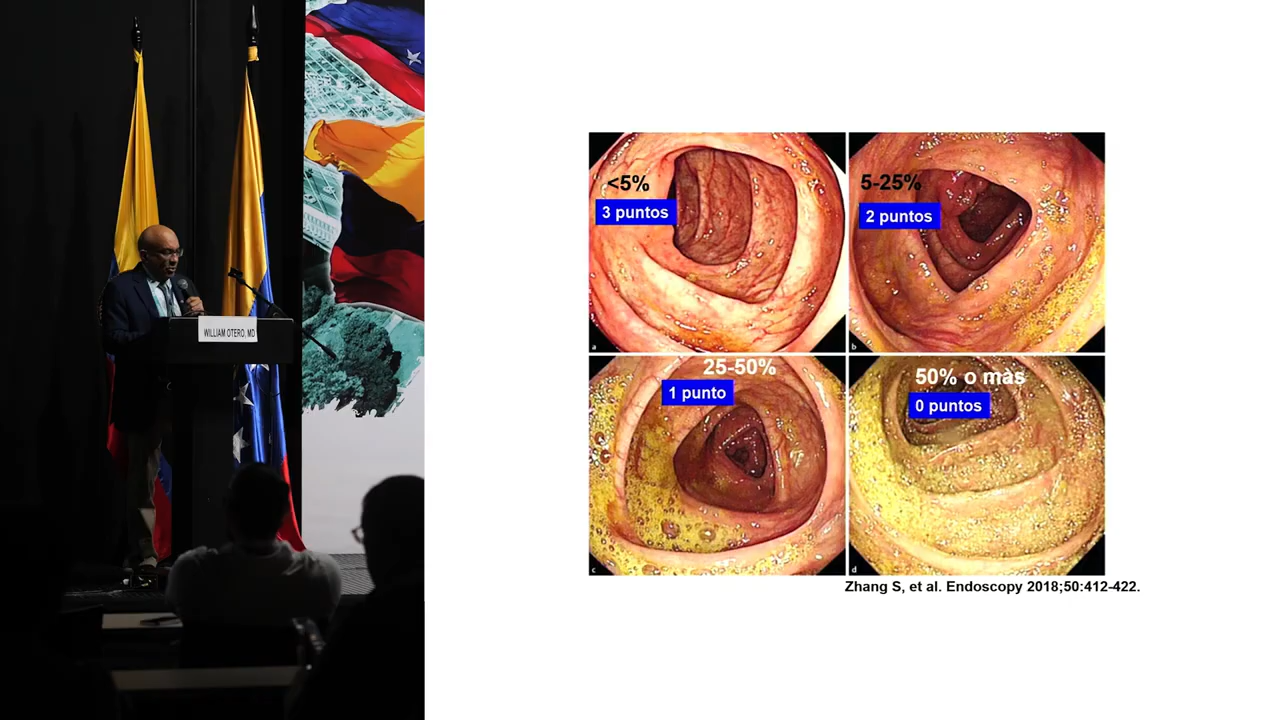 WILLIAM OTERO, MD
<5%
3 puntos
5-25%
2 puntos
25-50%
1 punto
50% o màs
0 puntos
a
b
c
d
Zhang S, et al. Endoscopy 2018;50:412-422.